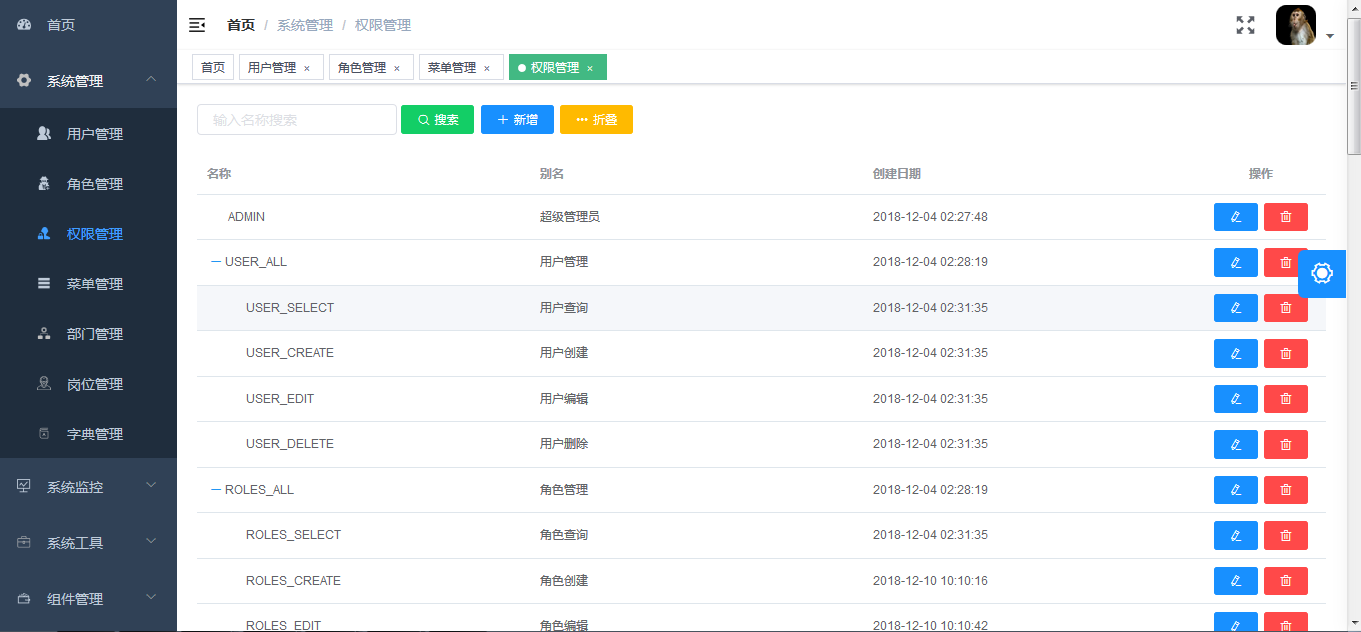 首页
系统管理
用户管理
角色管理
权限管理
菜单管理
部门管理
岗位管理
字典管理
系统监控
系统工具
组件管理
首页 / 系统管理 / 权限管理
首页 用户管理 × 角色管理 × 菜单管理 × 权限管理 ×
输入名称搜索 搜索 新增 折叠
名称 别名 创建日期 操作
ADMIN 超级管理员 2018-12-04 02:27:48
USER_ALL 用户管理 2018-12-04 02:28:19
USER_SELECT 用户查询 2018-12-04 02:31:35
USER_CREATE 用户创建 2018-12-04 02:31:35
USER_EDIT 用户编辑 2018-12-04 02:31:35
USER_DELETE 用户删除 2018-12-04 02:31:35
ROLES_ALL 角色管理 2018-12-04 02:28:19
ROLES_SELECT 角色查询 2018-12-04 02:31:35
ROLES_CREATE 角色创建 2018-12-10 10:10:16
ROLES_EDIT 角色编辑 2018-12-10 10:10:42